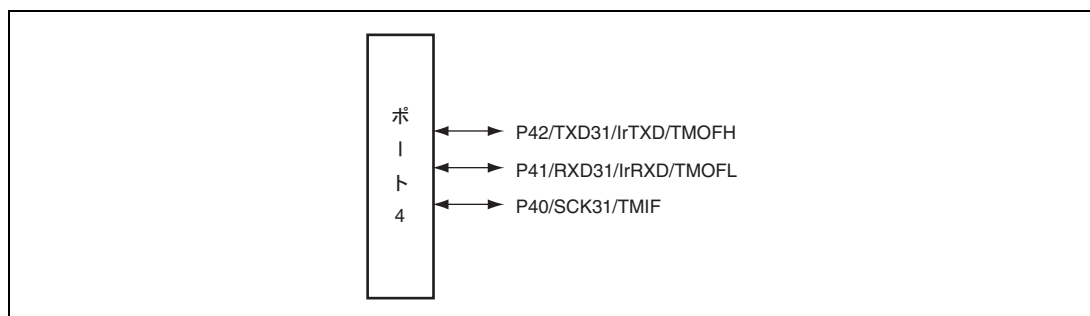 ポート4
P42/TXD31/IrTXD/TMOFH
P41/RXD31/IrRXD/TMOFL
P40/SCK31/TMIF